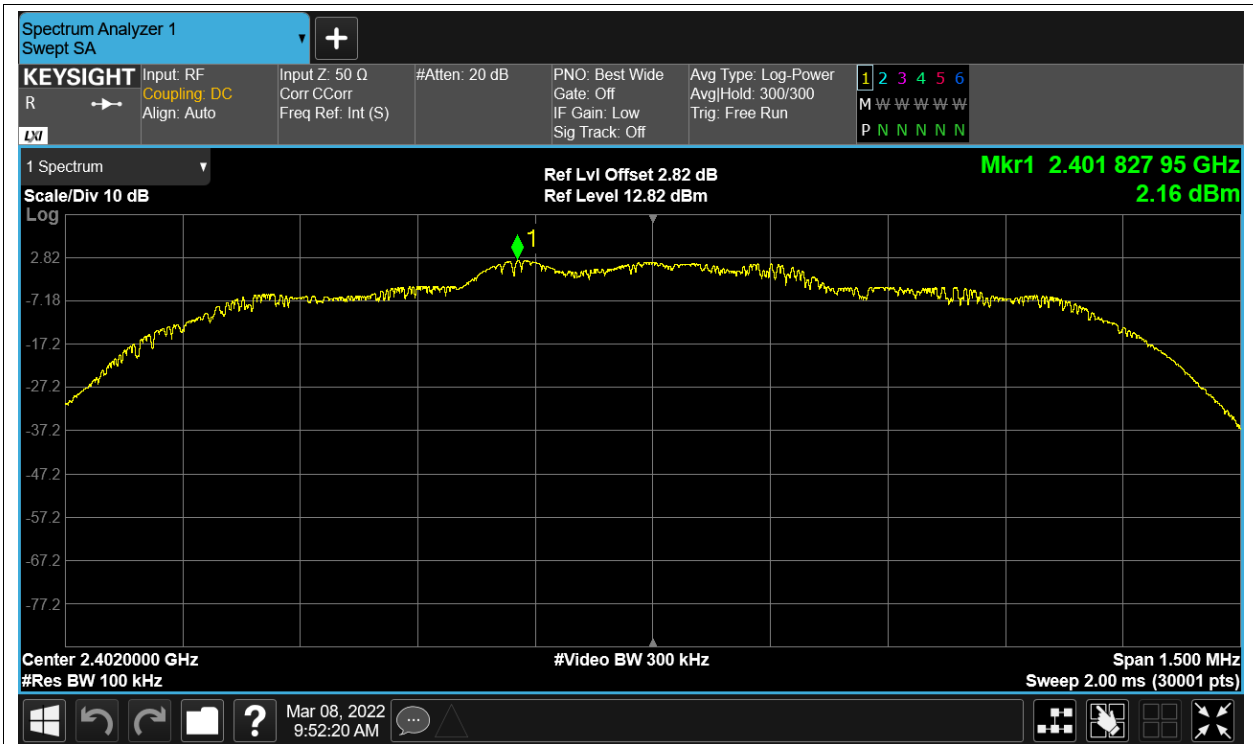 Spectrum Analyzer 1
Swept SA
KEYSIGHT
R
LXI
Input: RF
Coupling: DC
Align: Auto
Input Z: 50 Ω
Corr CCorr
Freq Ref: Int (S)
#Atten: 20 dB
PNO: Best Wide
Gate: Off
IF Gain: Low
Sig Track: Off
Avg Type: Log-Power
Avg|Hold: 300/300
Trig: Free Run
1 2 3 4 5 6
M W W W W W W
P N N N N N N
1 Spectrum
Scale/Div 10 dB
Log
Ref Lvl Offset 2.82 dB
Ref Level 12.82 dBm
Mkr1 2.401 827 95 GHz
2.16 dBm
1
2.82
-7.18
-17.2
-27.2
-37.2
-47.2
-57.2
-67.2
-77.2
Center 2.4020000 GHz
#Res BW 100 kHz
#Video BW 300 kHz
Span 1.500 MHz
Sweep 2.00 ms (30001 pts)
?
Mar 08, 2022
9:52:20 AM